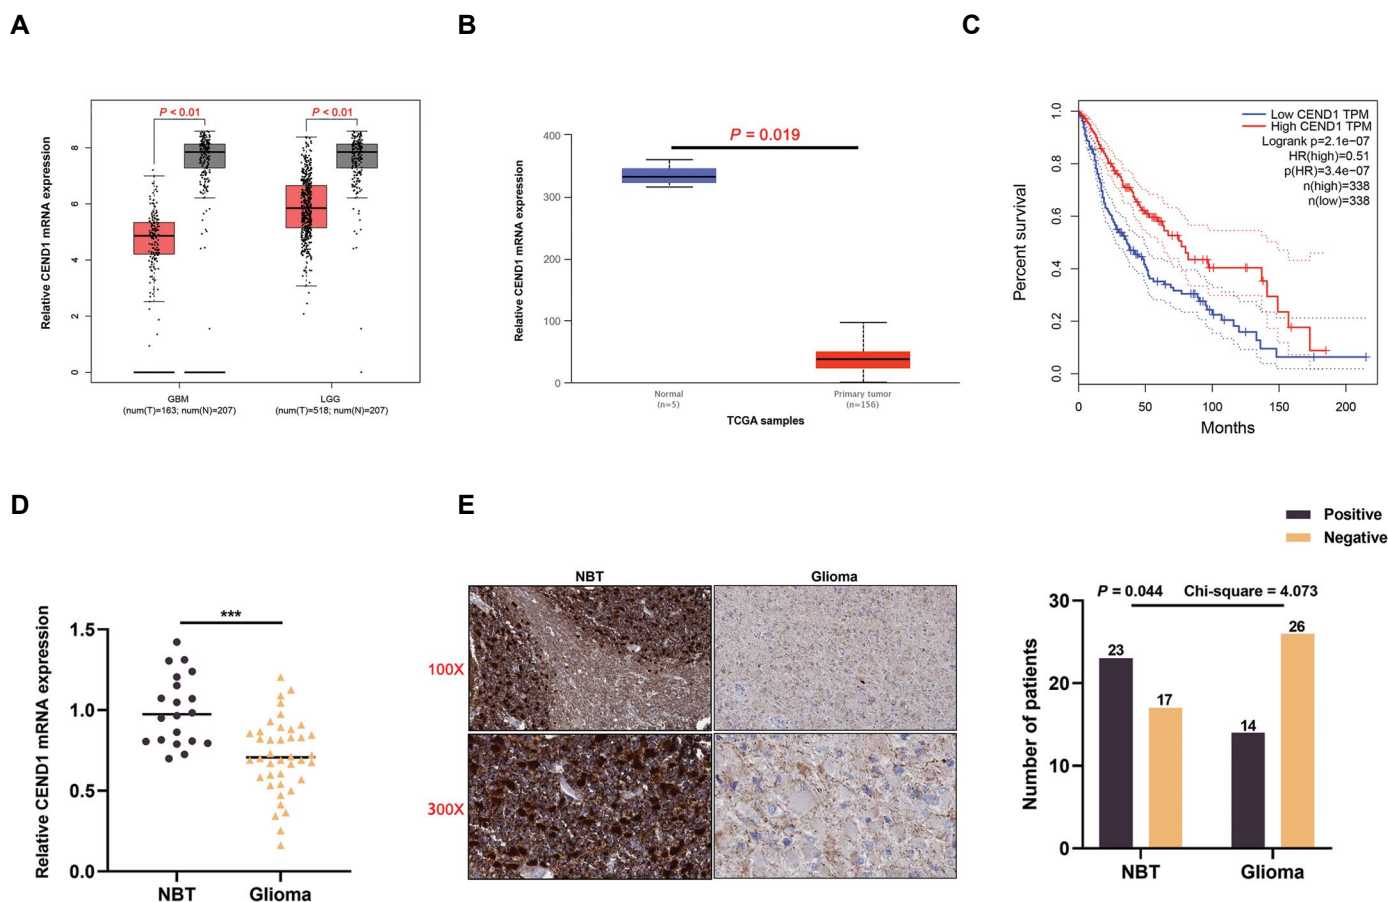 A
B
C
P < 0.01
P < 0.01
Relative CEND1 mRNA expression
8
6
4
2
0
GBM
(num(T)=163; num(N)=207)
LGG
(num(T)=518; num(N)=207)
P = 0.019
Relative CEND1 mRNA expression
400
300
200
100
0
Normal
(n=5)
Primary tumor
(n=156)
TCGA samples
Low CEND1 TPM
High CEND1 TPM
Logrank p=2.1e-07
HR(high)=0.51
p(HR)=3.4e-07
n(high)=338
n(low)=338
Percent survival
1.0
0.8
0.6
0.4
0.2
0.0
0
50
100
150
200
Months
D
E
Relative CEND1 mRNA expression
1.5
1.0
0.5
0.0
***
NBT
Glioma
NBT
Glioma
100X
300X
Positive
Negative
P = 0.044
Chi-square = 4.073
Number of patients
30
20
10
0
23
17
14
26
NBT
Glioma